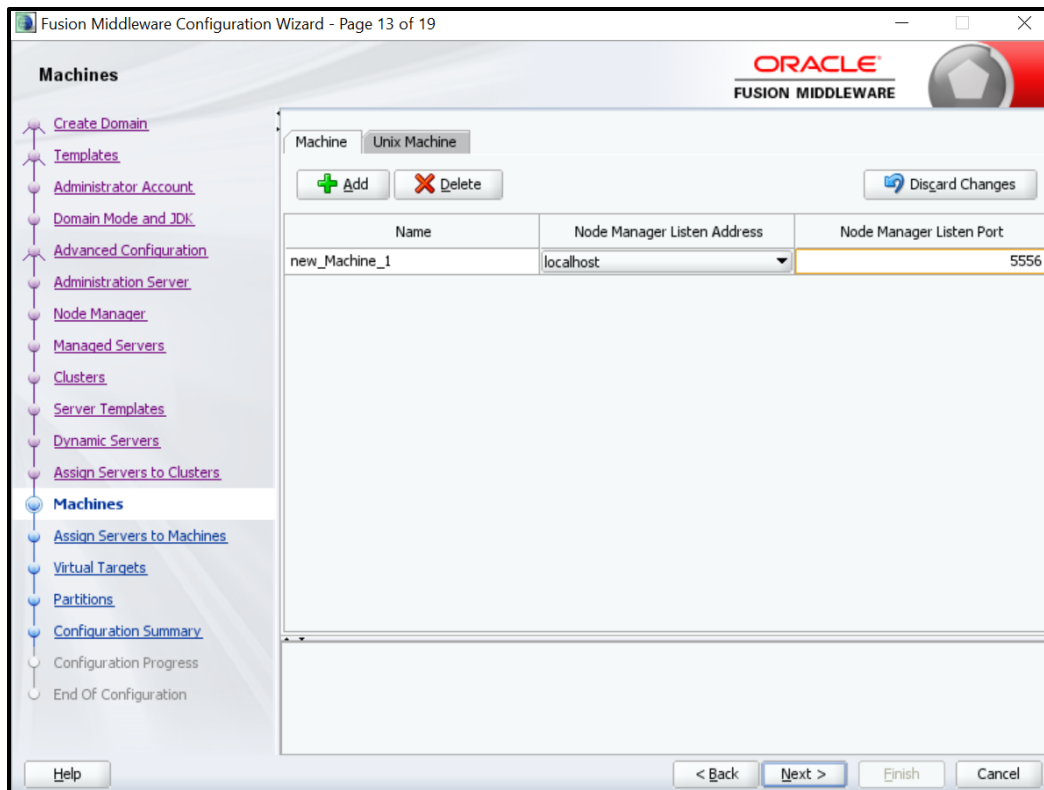 Fusion Middleware Configuration Wizard - Page 13 of 19
Machines
ORACLE
FUSION MIDDLEWARE
Create Domain
Templates
Administrator Account
Domain Mode and JDK
Advanced Configuration
Administration Server
Node Manager
Managed Servers
Clusters
Server Templates
Dynamic Servers
Assign Servers to Clusters
Machines
Assign Servers to Machines
Virtual Targets
Partitions
Configuration Summary
Configuration Progress
End Of Configuration
Machine Unix Machine
Add Delete Discard Changes
Name Node Manager Listen Address Node Manager Listen Port
new_Machine_1 localhost 5556
Help < Back Next > Finish Cancel